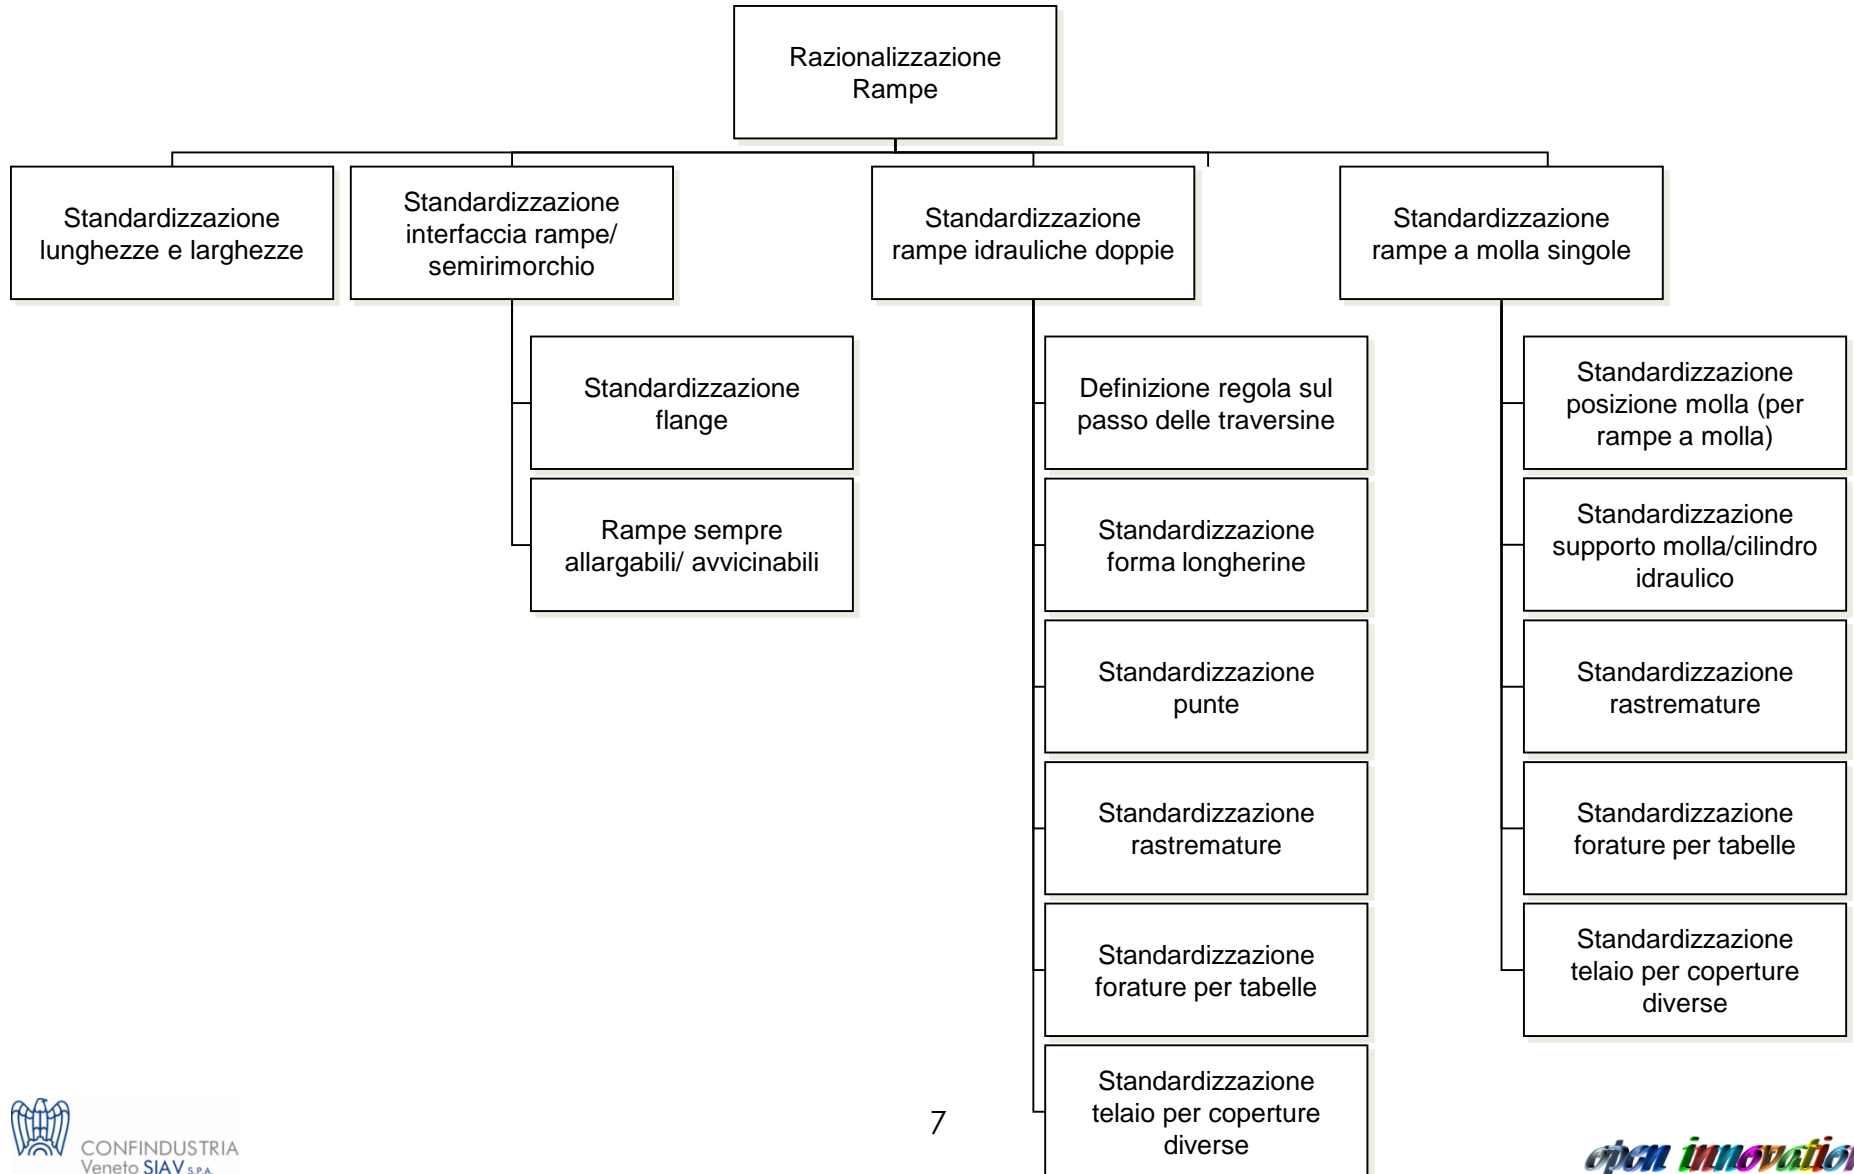 Razionalizzazione
Rampe
Standardizzazione
lunghezze e larghezze
Standardizzazione
interfaccia rampe/
semirimorchio
Standardizzazione
flange
Rampe sempre
allargabili/ avvicinabili
Standardizzazione
rampe idrauliche doppie
Definizione regola sul
passo delle traversine
Standardizzazione
forma longherine
Standardizzazione
punte
Standardizzazione
rastremature
Standardizzazione
forature per tabelle
Standardizzazione
telaio per coperture
diverse
Standardizzazione
rampe a molla singole
Standardizzazione
posizione molla (per
rampe a molla)
Standardizzazione
supporto molla/cilindro
idraulico
Standardizzazione
rastremature
Standardizzazione
forature per tabelle
Standardizzazione
telaio per coperture
diverse
CONFINDUSTRIA
Veneto SIAV S.P.A.
7
open innovation